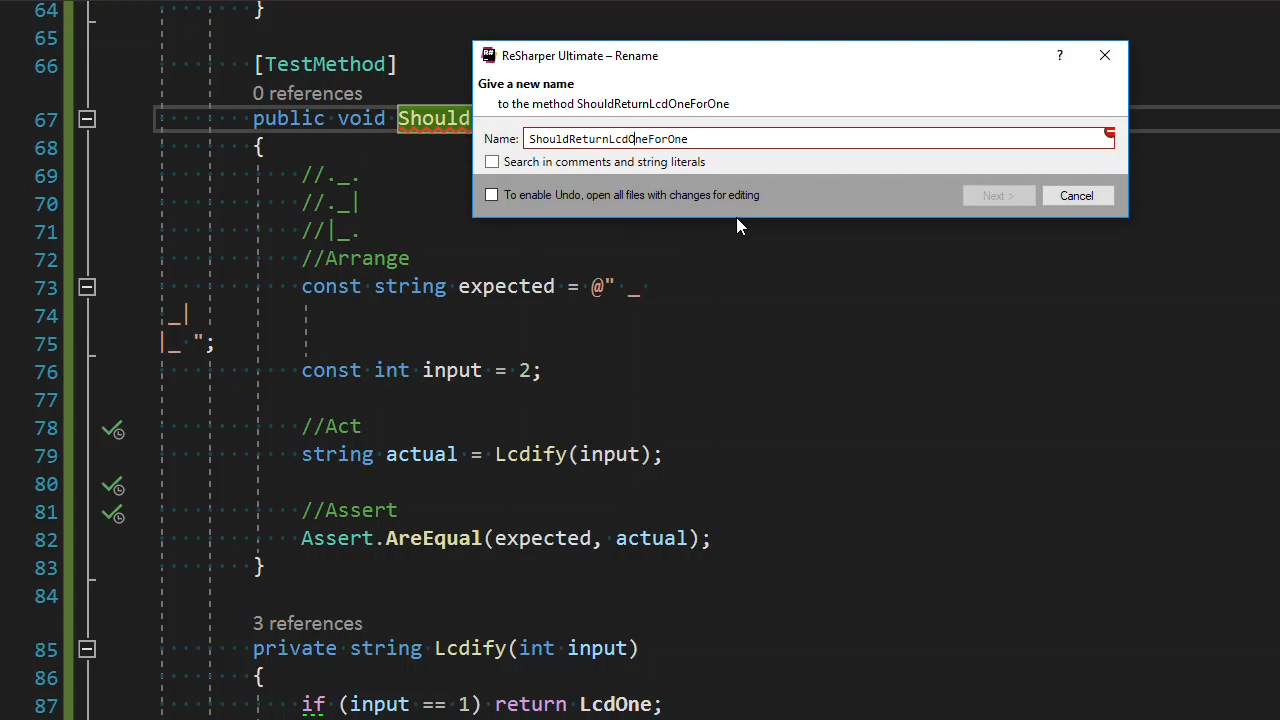 64 }
65
66 [TestMethod]
0 references
67 public void Should
68 {
69 //._.
70 //._|
71 //|_.
72 //Arrange
73 const string expected = @" _
74 _|
75 |_ ";
76 const int input = 2;
77
78 //Act
79 string actual = Lcdify(input);
80
81 //Assert
82 Assert.AreEqual(expected, actual);
83 }
84
3 references
85 private string Lcdify(int input)
86 {
87 if (input == 1) return LcdOne;
R# ReSharper Ultimate – Rename ?
Give a new name
to the method ShouldReturnLcdOneForOne
Name: ShouldReturnLcdOneForOne
Search in comments and string literals
To enable Undo, open all files with changes for editing Next > Cancel